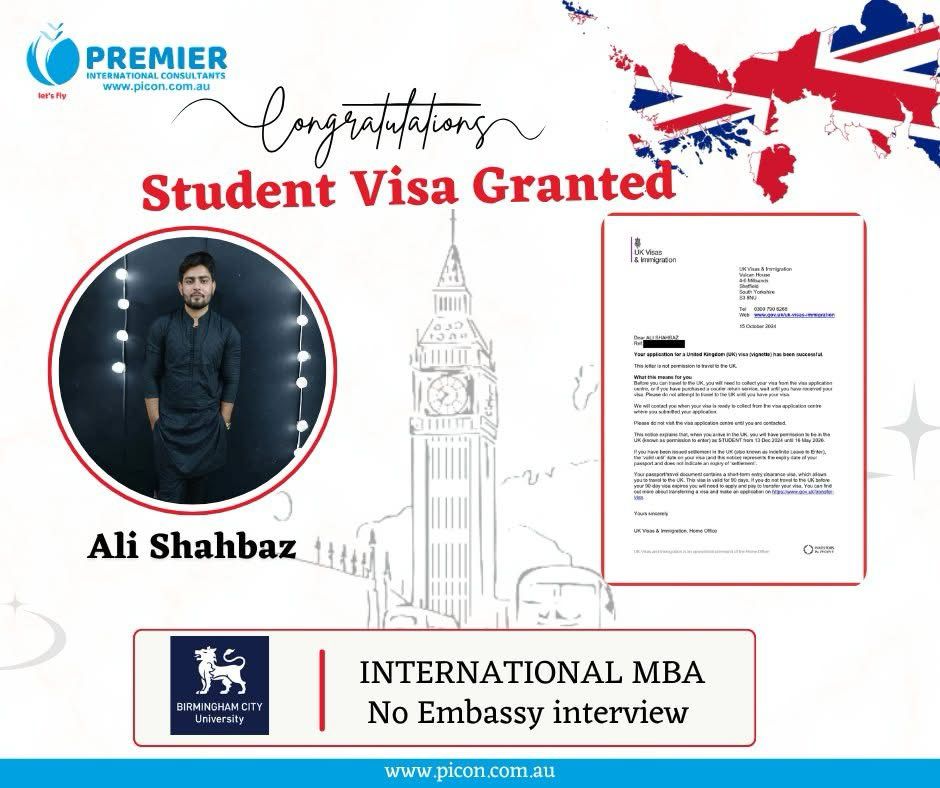 PREMIER
INTERNATIONAL CONSULTANTS
www.picon.com.au
let's fly
Congratulations
Student Visa Granted
UK Visas
& Immigration
UK Visas & Immigration
Vulcan House
4-6 Millsands
Sheffield
South Yorkshire
S3 8NU
Tel 0300 790 6268
Web www.gov.uk/uk-visas-immigration
15 October 2024
Dear ALI SHAHBAZ
Ref
Your application for a United Kingdom (UK) visa (vignette) has been successful.
This letter is not permission to travel to the UK.
What this means for you
Before you can travel to the UK, you will need to collect your visa from the visa application
centre, or if you have purchased a courier return service, wait until you have received your
visa. Please do not attempt to travel to the UK until you have your visa.
We will contact you when your visa is ready to collect from the visa application centre
where you submitted your application.
Please do not visit the visa application centre until you are contacted.
This notice explains that, when you arrive in the UK, you will have permission to be in the
UK (known as permission to enter) as STUDENT from 13 Dec 2024 until 16 May 2026.
If you have been issued settlement in the UK (also known as Indefinite Leave to Enter),
the 'valid until' date on your visa (and this notice) represents the expiry date of your
passport and does not indicate an expiry of 'settlement'.
Your passport/travel document contains a short-term entry clearance visa, which allows
you to travel to the UK. This visa is valid for 90 days. If you do not travel to the UK before
your 90-day visa expires you will need to apply and pay to transfer your visa. You can find
out more about transferring a visa and make an application on https://www.gov.uk/transfer-
visa.
Yours sincerely
UK Visas & Immigration, Home Office
UK Visas and Immigration is an operational command of the Home Office
INVESTORS
IN PEOPLE
Ali Shahbaz
BIRMINGHAM CITY
University
INTERNATIONAL MBA
No Embassy interview
www.picon.com.au